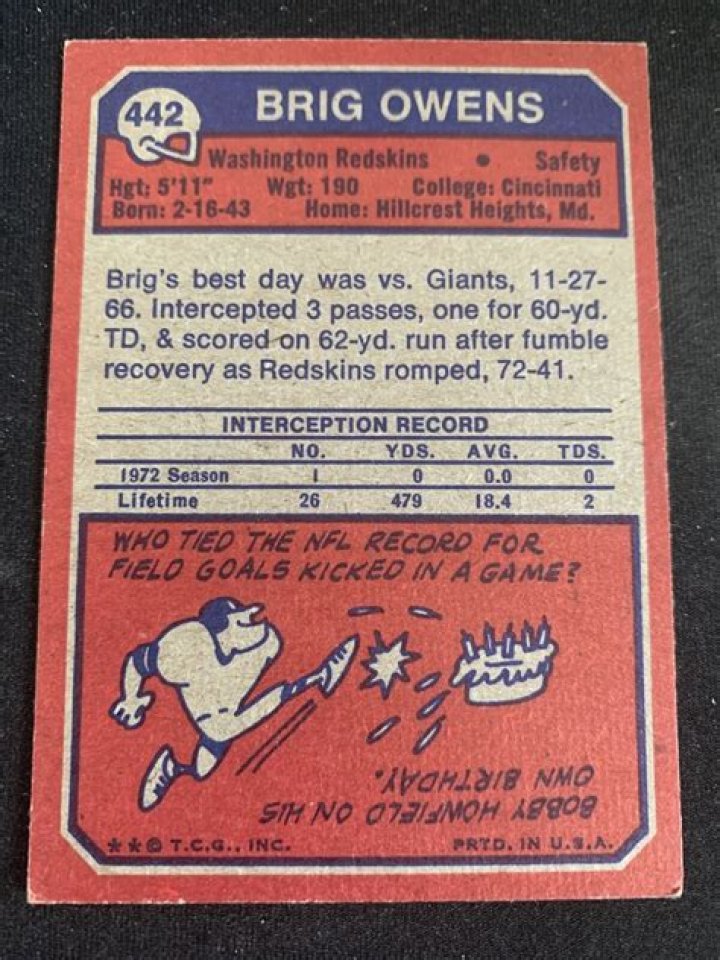 442
BRIG OWENS
Washington Redskins • Safety
Hgt: 5'11" Wgt: 190 College: Cincinnati
Born: 2-16-43 Home: Hillcrest Heights, Md.
Brig's best day was vs. Giants, 11-27-
66. Intercepted 3 passes, one for 60-yd.
TD, & scored on 62-yd. run after fumble
recovery as Redskins romped, 72-41.
INTERCEPTION RECORD
NO. YDS. AVG. TDS.
1972 Season 1 0 0.0 0
Lifetime 26 479 18.4 2
WHO TIED THE NFL RECORD FOR
FIELD GOALS KICKED IN A GAME?
BOBBY HOWFIELD ON HIS
OWN BIRTHDAY.
**© T.C.G., INC. PRTD. IN U.S.A.